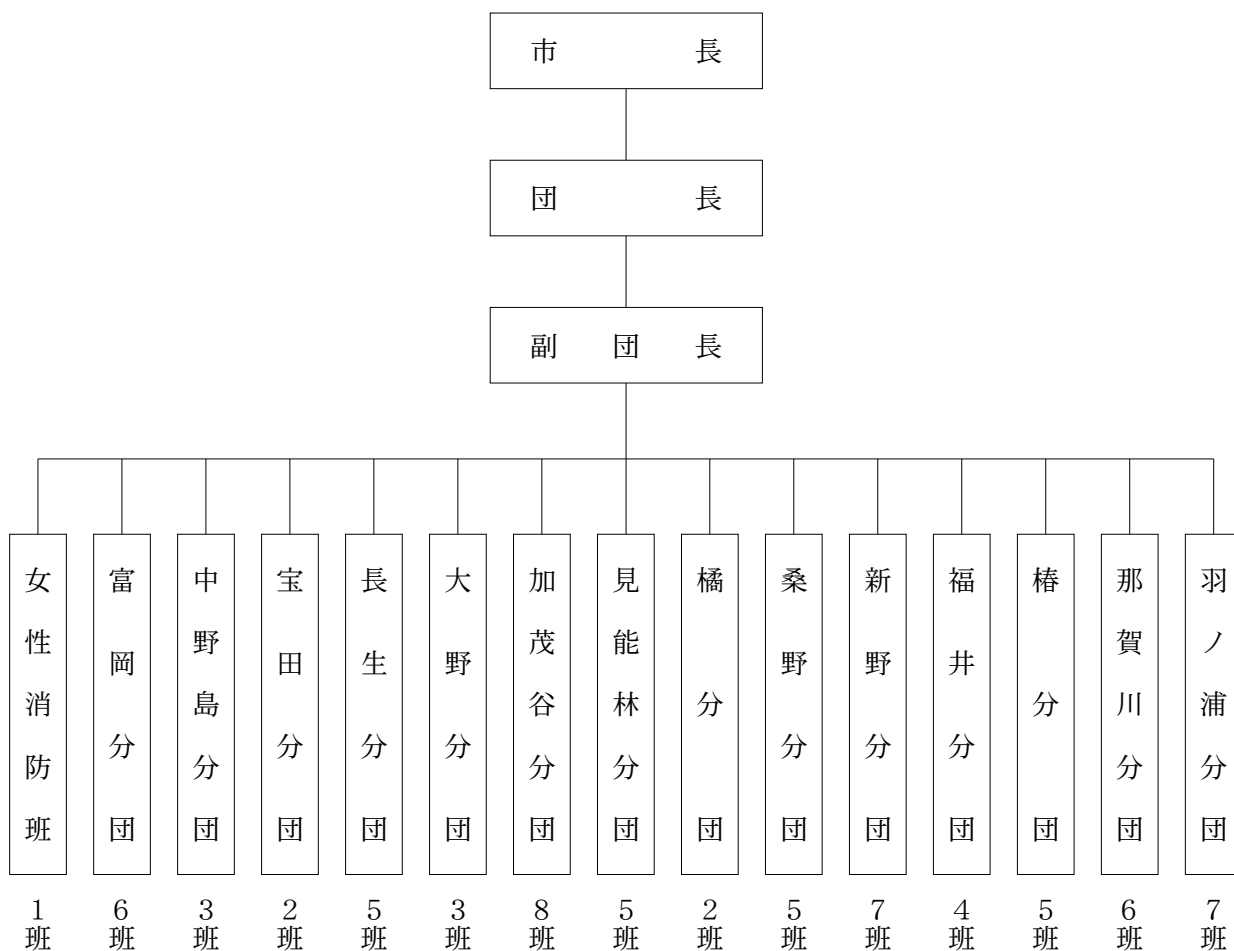 市長
団長
副団長
女性消防班
富岡分団
中野島分団
宝田分団
長生分団
大野分団
加茂谷分団
見能林分団
橘分団
桑野分団
新野分団
福井分団
椿分団
那賀川分団
羽ノ浦分団
1班
6班
3班
2班
5班
3班
8班
5班
2班
5班
7班
4班
5班
6班
7班